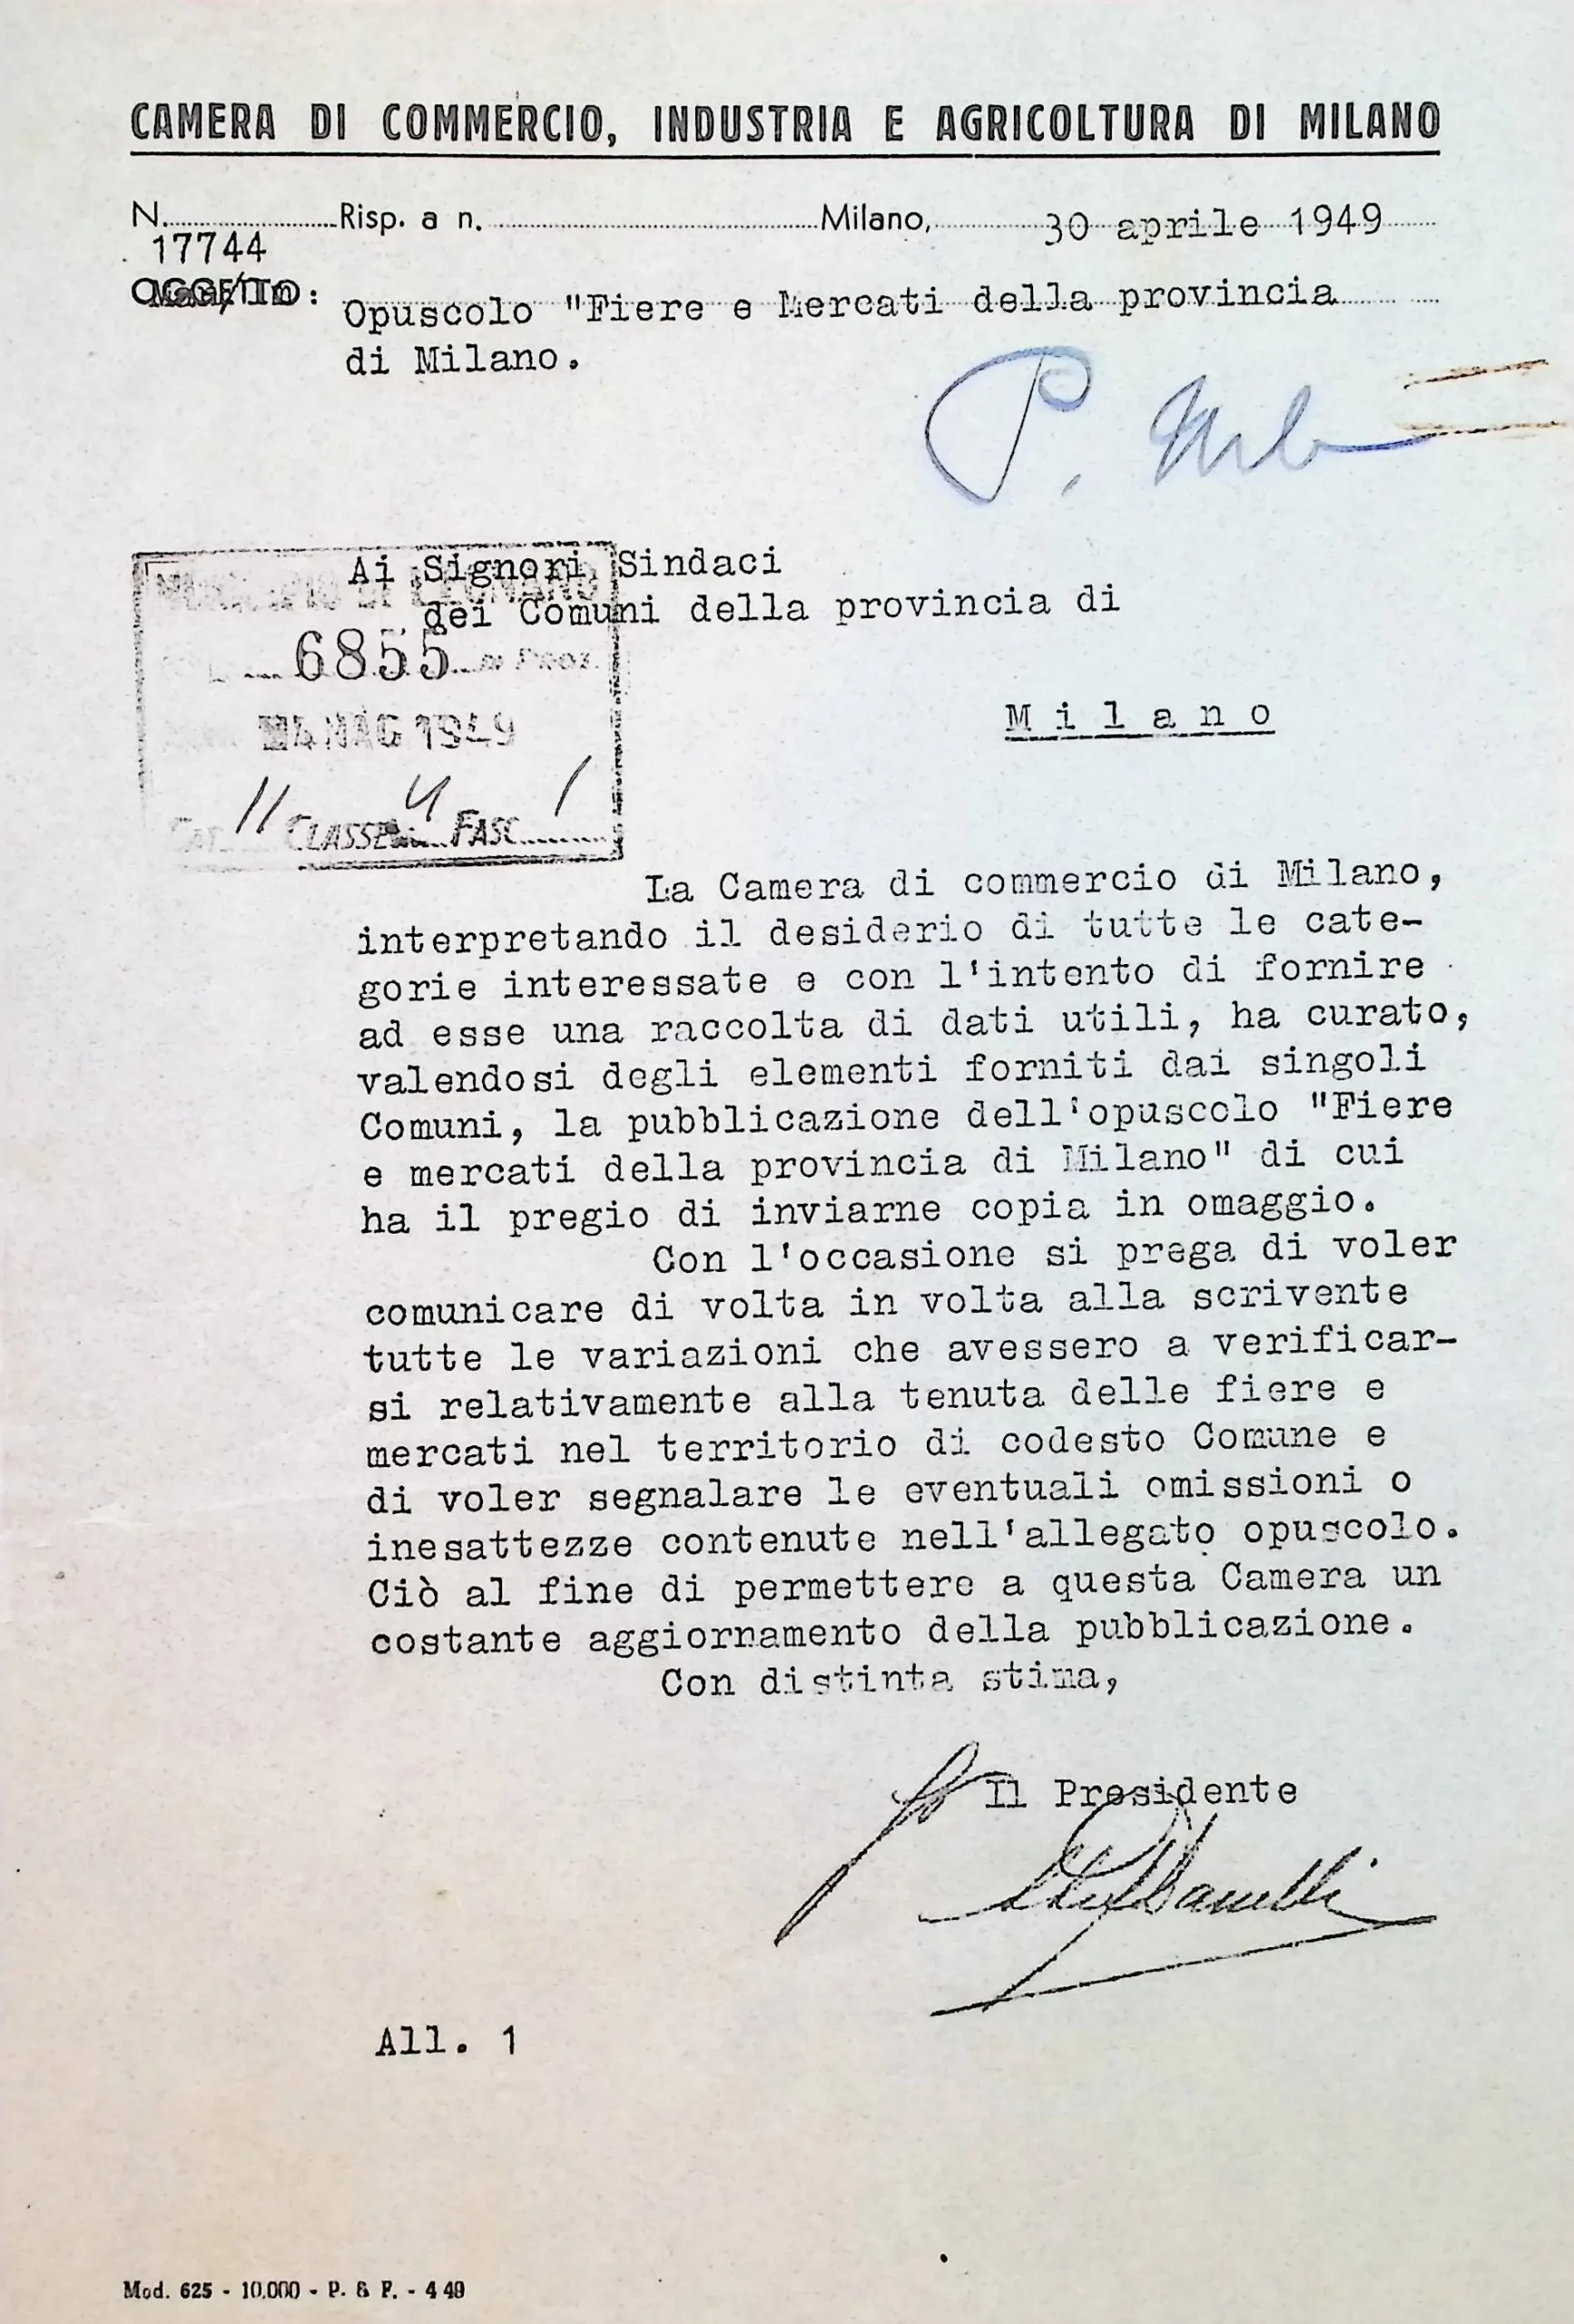 CAMERA DI COMMERCIO, INDUSTRIA E AGRICOLTURA DI MILANO
N. Risp. a n. Milano, 30 aprile 1949
17744
OGGETTO: Opuscolo "Fiere e Mercati della provincia
di Milano.
P.
Ai Signori Sindaci
dei Comuni della provincia di
Milano
MUNICIPIO DI LEGNANO
6855 di Prot.
4 MAG 1949
Cat. 11 CLASSE 4 FASC. 1
La Camera di commercio di Milano,
interpretando il desiderio di tutte le cate-
gorie interessate e con l'intento di fornire
ad esse una raccolta di dati utili, ha curato,
valendosi degli elementi forniti dai singoli
Comuni, la pubblicazione dell'opuscolo "Fiere
e mercati della provincia di Milano" di cui
ha il pregio di inviarne copia in omaggio.
Con l'occasione si prega di voler
comunicare di volta in volta alla scrivente
tutte le variazioni che avessero a verificar-
si relativamente alla tenuta delle fiere e
mercati nel territorio di codesto Comune e
di voler segnalare le eventuali omissioni o
inesattezze contenute nell'allegato opuscolo.
Ciò al fine di permettere a questa Camera un
costante aggiornamento della pubblicazione.
Con distinta stima,
Il Presidente
All. 1
Mod. 625 - 10.000 - P. & F. - 4 49